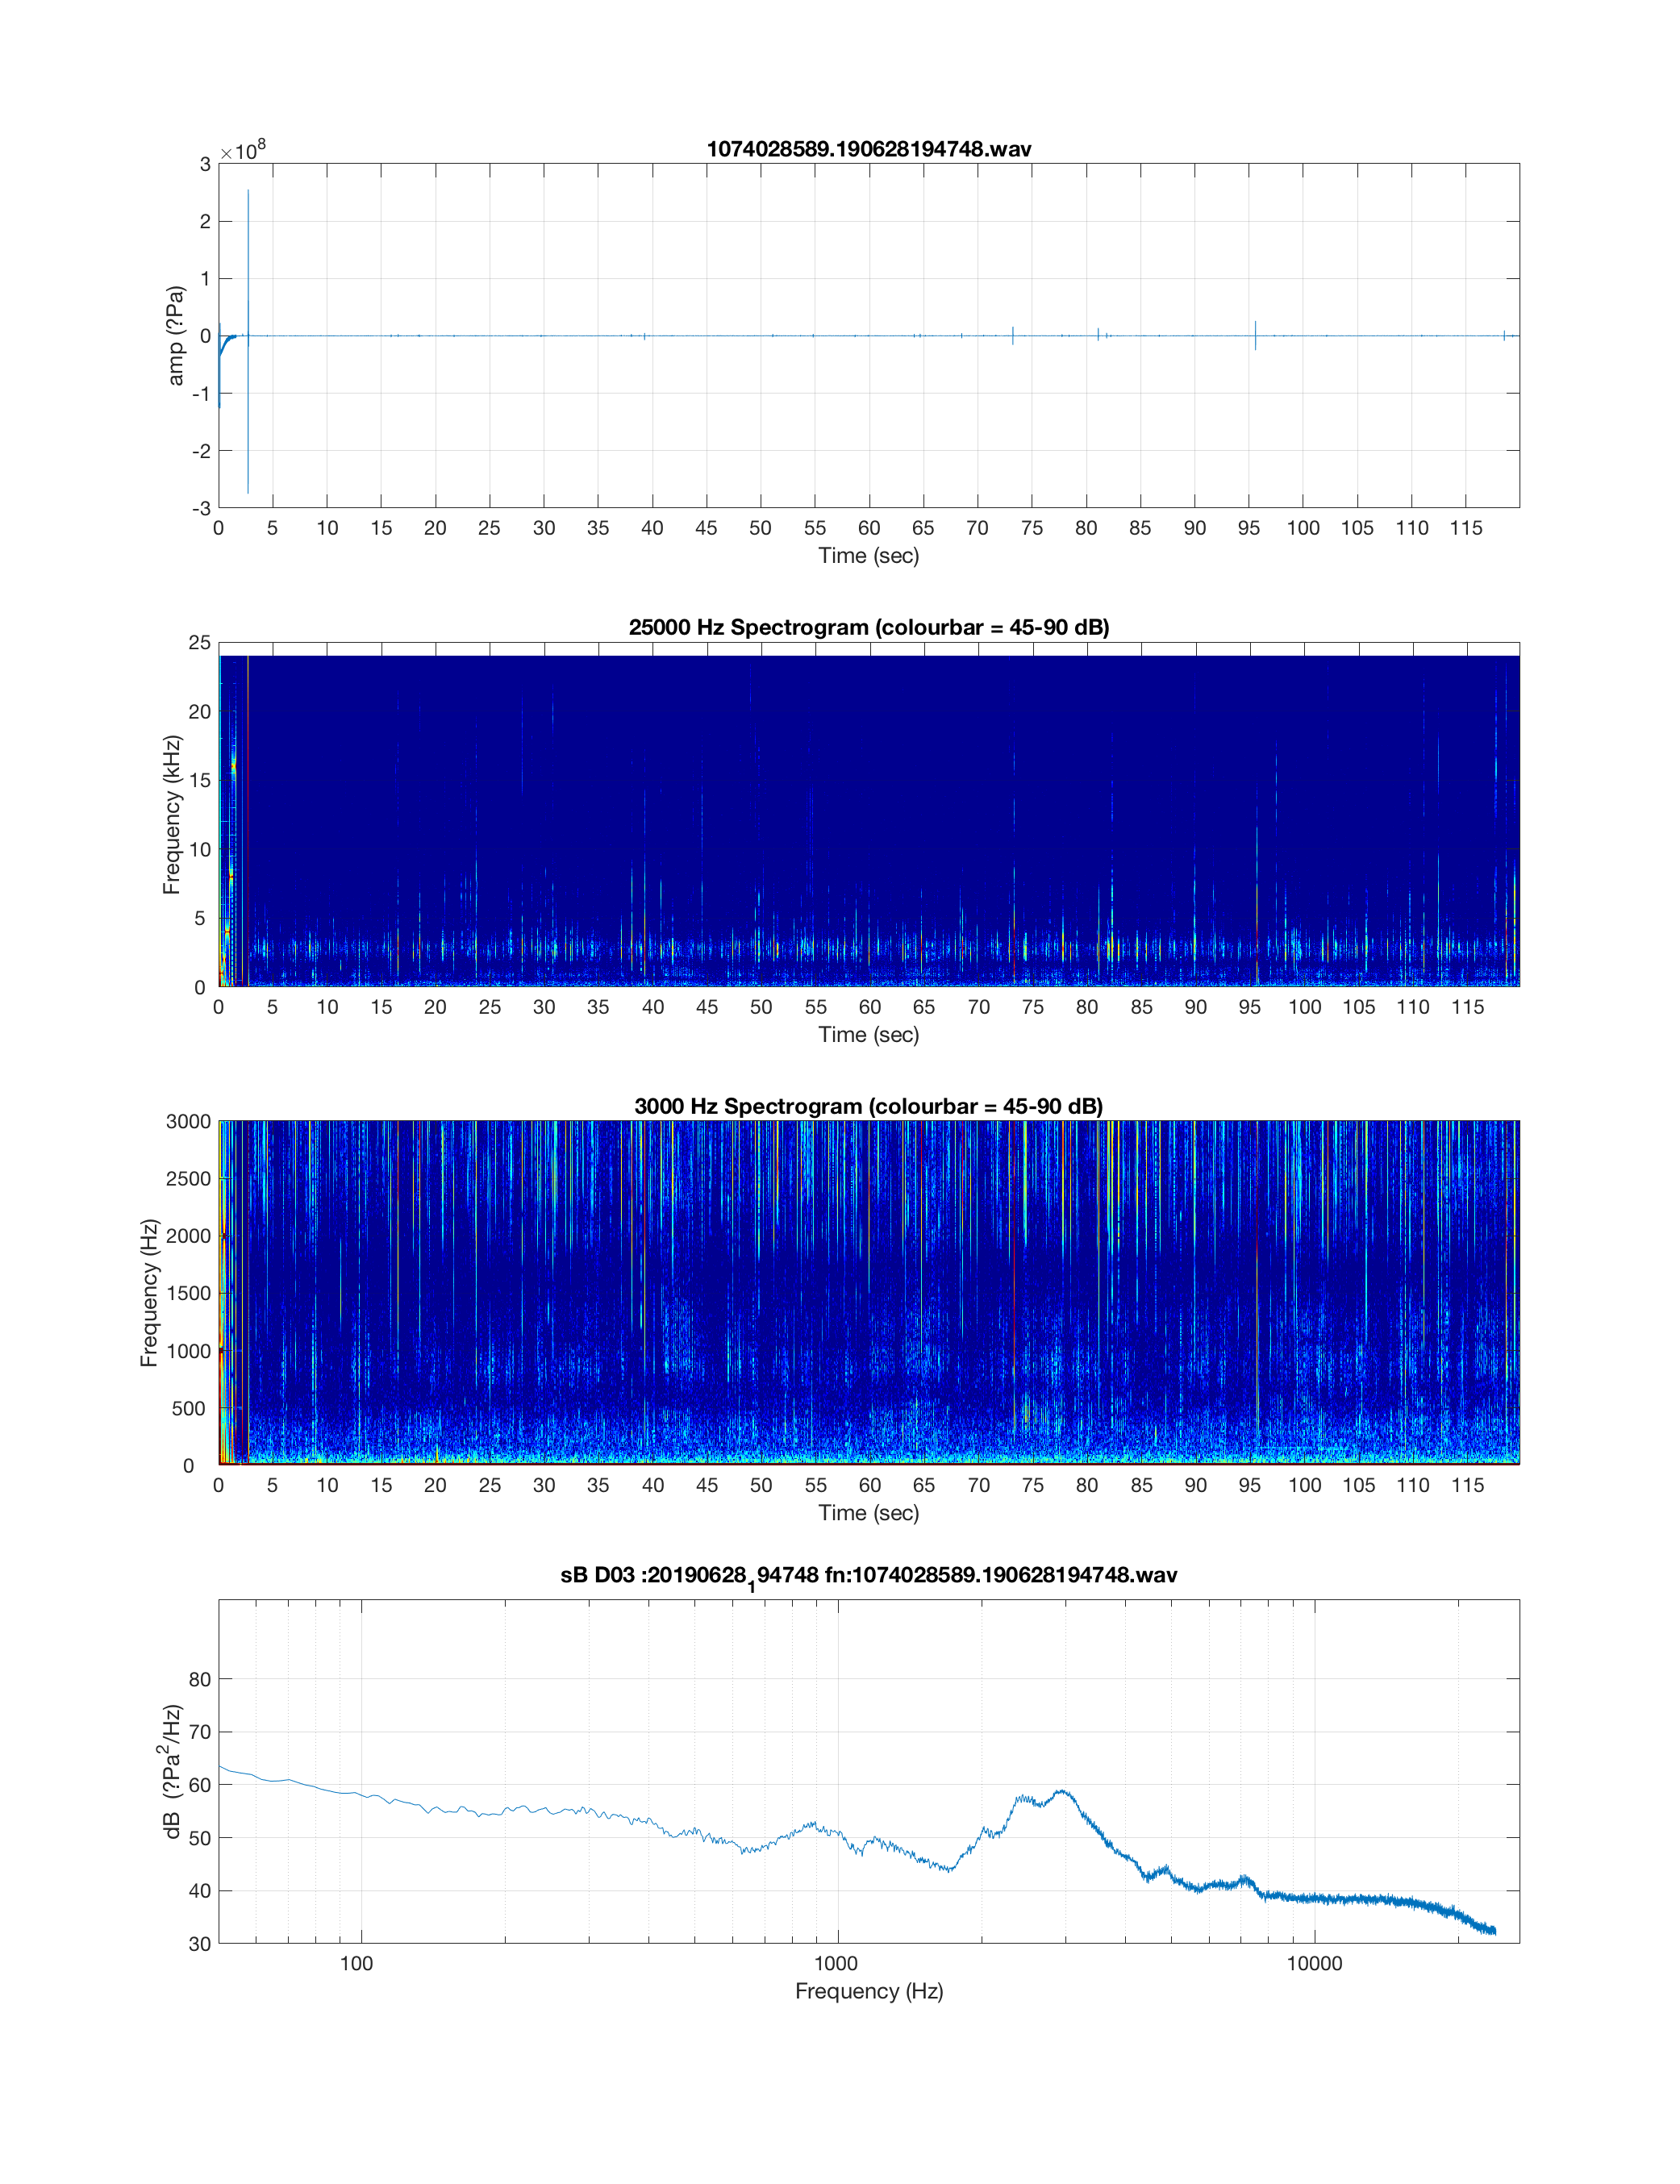 1074028589.190628194748.wav
×10^8
3
2
1
0
-1
-2
-3
amp (?Pa)
0 5 10 15 20 25 30 35 40 45 50 55 60 65 70 75 80 85 90 95 100 105 110 115
Time (sec)
25000 Hz Spectrogram (colourbar = 45-90 dB)
25
20
15
10
5
0
Frequency (kHz)
0 5 10 15 20 25 30 35 40 45 50 55 60 65 70 75 80 85 90 95 100 105 110 115
Time (sec)
3000 Hz Spectrogram (colourbar = 45-90 dB)
3000
2500
2000
1500
1000
500
0
Frequency (Hz)
0 5 10 15 20 25 30 35 40 45 50 55 60 65 70 75 80 85 90 95 100 105 110 115
Time (sec)
sB D03 :20190628_194748 fn:1074028589.190628194748.wav
80
70
60
50
40
30
dB (?Pa^2/Hz)
100 1000 10000
Frequency (Hz)